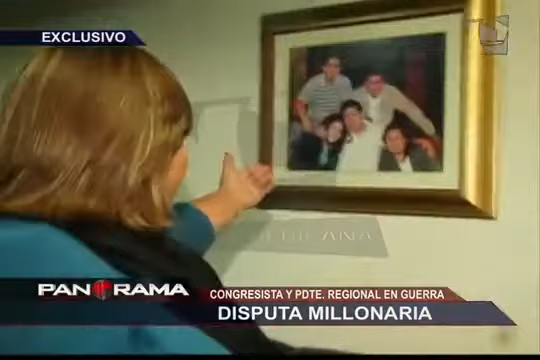 EXCLUSIVO
PANORAMA
CONGRESISTA Y PDTE. REGIONAL EN GUERRA
DISPUTA MILLONARIA